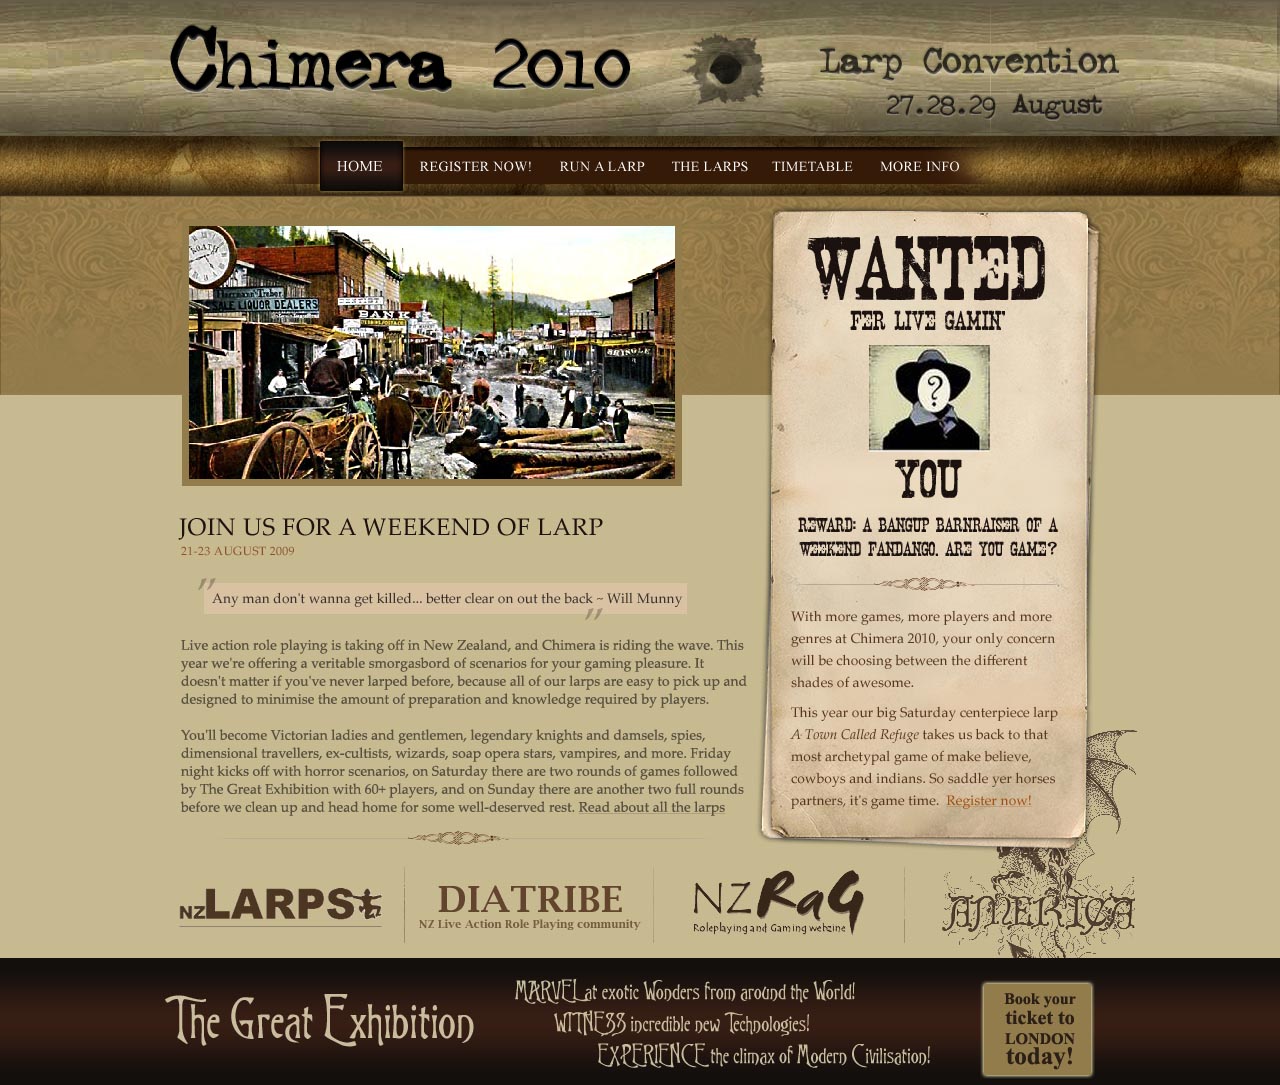 Chimera 2010
Larp Convention
27.28.29 August
HOME REGISTER NOW! RUN A LARP THE LARPS TIMETABLE MORE INFO
LIQUOR DEALERS
DENTIST
BANK
JOIN US FOR A WEEKEND OF LARP
21-23 AUGUST 2009
" Any man don't wanna get killed... better clear on out the back ~ Will Munny "
Live action role playing is taking off in New Zealand, and Chimera is riding the wave. This
year we're offering a veritable smorgasbord of scenarios for your gaming pleasure. It
doesn't matter if you've never larped before, because all of our larps are easy to pick up and
designed to minimise the amount of preparation and knowledge required by players.
You'll become Victorian ladies and gentlemen, legendary knights and damsels, spies,
dimensional travellers, ex-cultists, wizards, soap opera stars, vampires, and more. Friday
night kicks off with horror scenarios, on Saturday there are two rounds of games followed
by The Great Exhibition with 60+ players, and on Sunday there are another two full rounds
before we clean up and head home for some well-deserved rest. Read about all the larps
WANTED
FER LIVE GAMIN'
?
YOU
REWARD: A BANGUP BARNRAISER OF A
WEEKEND FANDANGO. ARE YOU GAME?
With more games, more players and more
genres at Chimera 2010, your only concern
will be choosing between the different
shades of awesome.
This year our big Saturday centerpiece larp
A Town Called Refuge takes us back to that
most archetypal game of make believe,
cowboys and indians. So saddle yer horses
partners, it's game time. Register now!
NZLARPS
DIATRIBE
NZ Live Action Role Playing community
NZRaG
Roleplaying and Gaming webzine
AMERICA
The Great Exhibition
MARVEL at exotic Wonders from around the World!
WITNESS incredible new Technologies!
EXPERIENCE the climax of Modern Civilisation!
Book your
ticket to
LONDON
today!